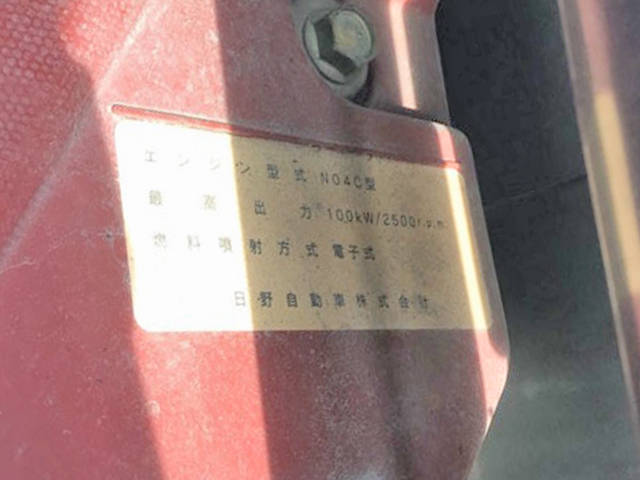 エンジン型式 N04C型
最高出力 100kW/2500r.p.m.
燃料噴射方式 電子式
日野自動車株式会社